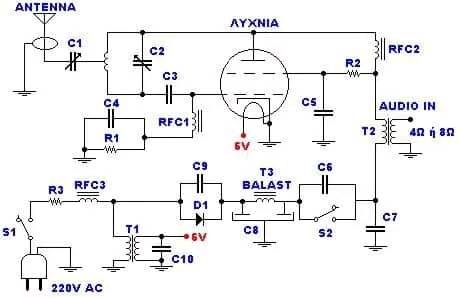 ANTENNA
ΛΥΧΝΙΑ
C1
C2
R2
RFC2
C3
C4
C5
AUDIO IN
R1
RFC1
6V
T2
4Ω ή 8Ω
C9
T3
BALAST
C6
R3
RFC3
D1
S1
T1
6V
C8
S2
C7
C10
220V AC